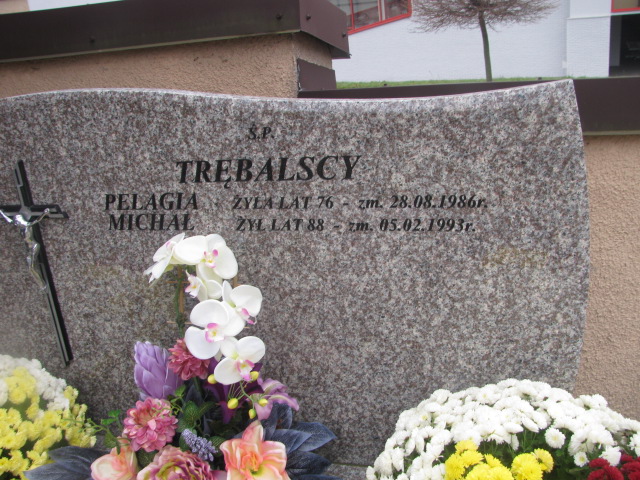 Ś.P.
TRĘBALSCY
PELAGIA ŻYŁA LAT 76 - zm. 28.08.1986r.
MICHAŁ ŻYŁ LAT 88 - zm. 05.02.1993r.